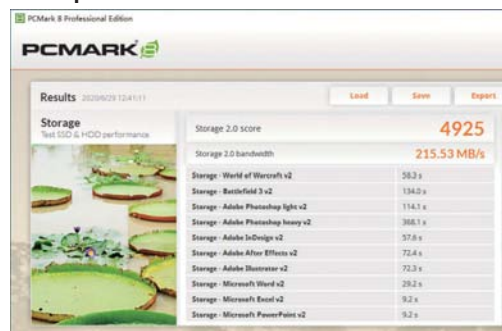 PCMark 8 Professional Edition
PCMARK 8
Results 2020/6/29 12:41:11
Load Save Export
Storage
Test SSD & HDD performance
Storage 2.0 score 4925
Storage 2.0 bandwidth 215.53 MB/s
Storage - World of Warcraft v2 58.3 s
Storage - Battlefield 3 v2 134.0 s
Storage - Adobe Photoshop light v2 114.1 s
Storage - Adobe Photoshop heavy v2 368.1 s
Storage - Adobe InDesign v2 57.6 s
Storage - Adobe After Effects v2 72.4 s
Storage - Adobe Illustrator v2 72.3 s
Storage - Microsoft Word v2 29.2 s
Storage - Microsoft Excel v2 9.2 s
Storage - Microsoft PowerPoint v2 9.2 s